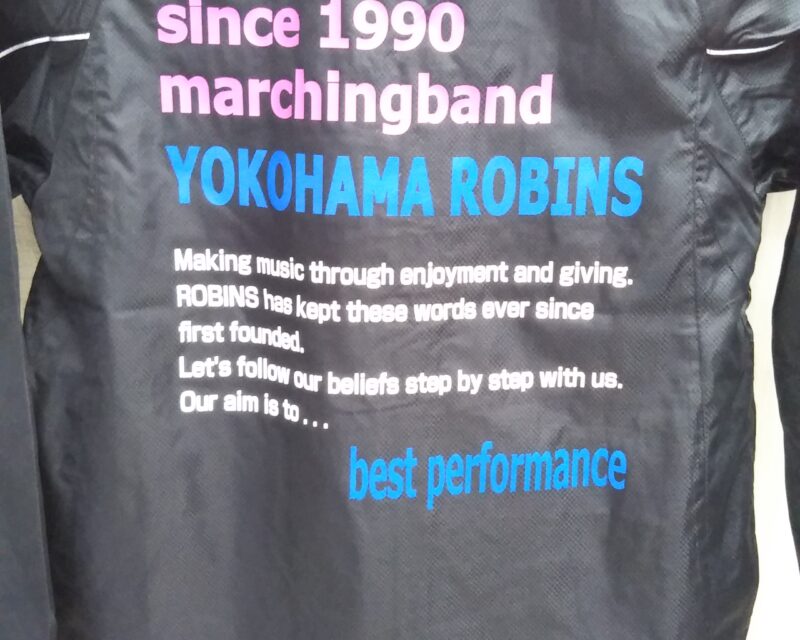 since 1990
marchingband
YOKOHAMA ROBINS
Making music through enjoyment and giving.
ROBINS has kept these words ever since
first founded.
Let's follow our beliefs step by step with us.
Our aim is to...
best performance